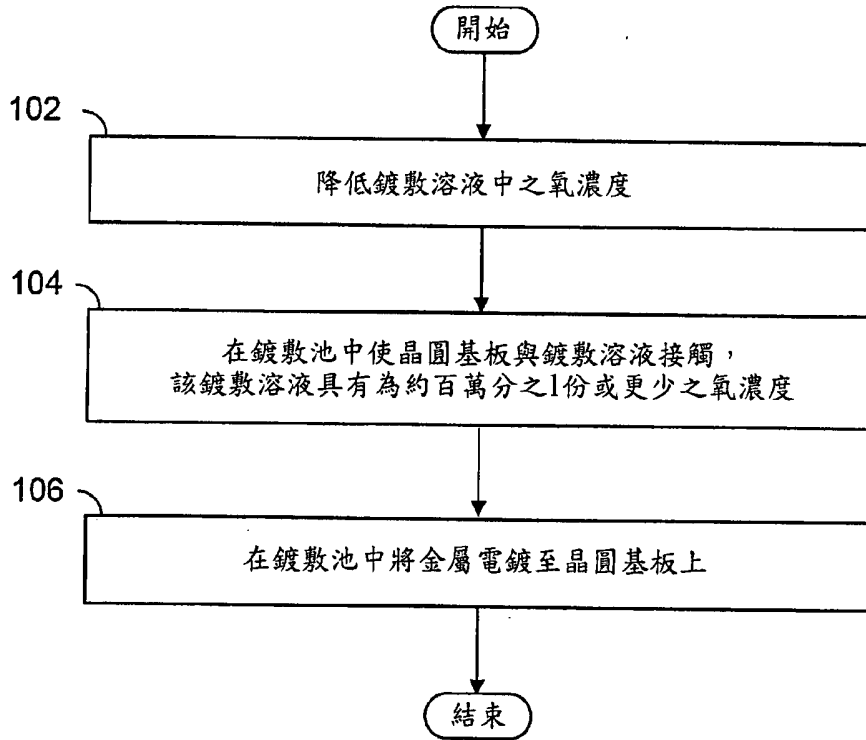 開始
102
降低鍍敷溶液中之氧濃度
104
在鍍敷池中使晶圓基板與鍍敷溶液接觸，
該鍍敷溶液具有為約百萬分之1份或更少之氧濃度
106
在鍍敷池中將金屬電鍍至晶圓基板上
結束